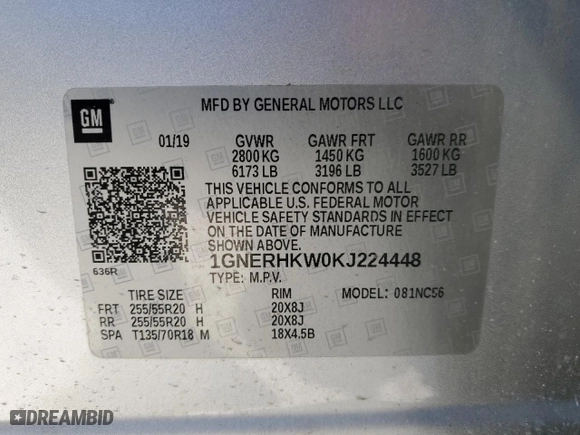 GM
MFD BY GENERAL MOTORS LLC
01/19 GVWR GAWR FRT GAWR RR
2800 KG 1450 KG 1600 KG
6173 LB 3196 LB 3527 LB
THIS VEHICLE CONFORMS TO ALL
APPLICABLE U.S. FEDERAL MOTOR
VEHICLE SAFETY STANDARDS IN EFFECT
ON THE DATE OF MANUFACTURE
SHOWN ABOVE.
636R
1GNERHKW0KJ224448
TYPE: M.P.V.
TIRE SIZE RIM MODEL: 081NC56
FRT 255/55R20 H 20X8J
RR 255/55R20 H 20X8J
SPA T135/70R18 M 18X4.5B
DREAMBID